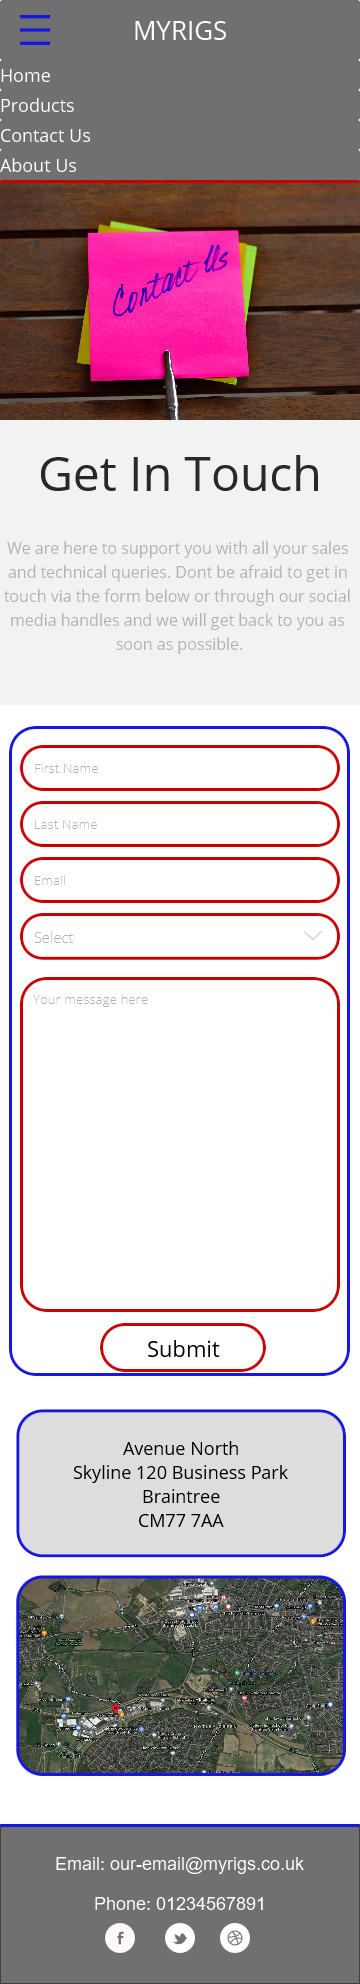 MYRIGS
Home
Products
Contact Us
About Us
Contact Us
Get In Touch
We are here to support you with all your sales
and technical queries. Dont be afraid to get in
touch via the form below or through our social
media handles and we will get back to you as
soon as possible.
First Name
Last Name
Email
Select
Your message here
Submit
Avenue North
Skyline 120 Business Park
Braintree
CM77 7AA
Email: our-email@myrigs.co.uk
Phone: 01234567891